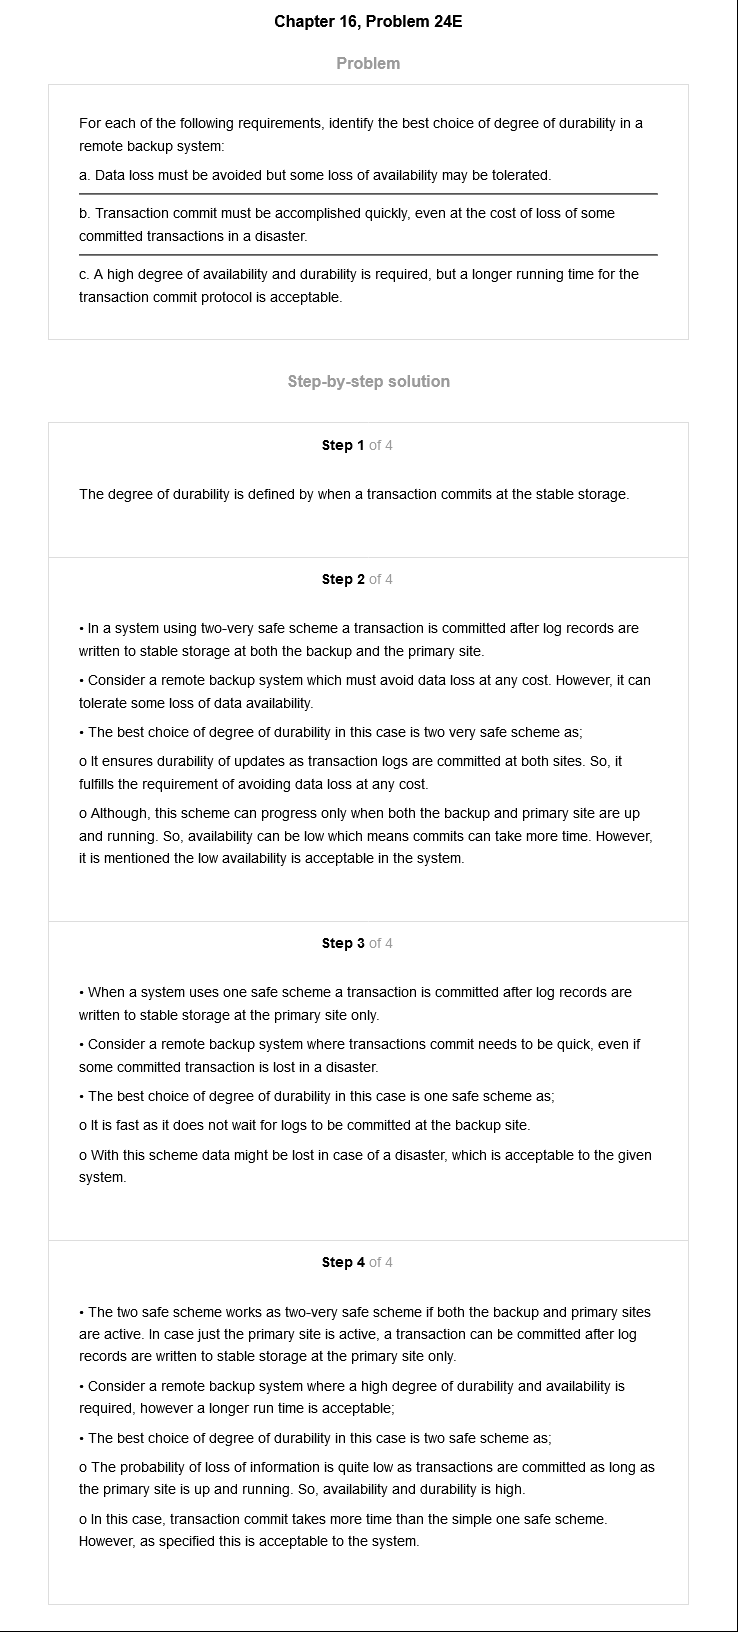 Chapter 16, Problem 24E
Problem
For each of the following requirements, identify the best choice of degree of durability in a
remote backup system:
a. Data loss must be avoided but some loss of availability may be tolerated.
b. Transaction commit must be accomplished quickly, even at the cost of loss of some
committed transactions in a disaster.
c. A high degree of availability and durability is required, but a longer running time for the
transaction commit protocol is acceptable.
Step-by-step solution
Step 1 of 4
The degree of durability is defined by when a transaction commits at the stable storage.
Step 2 of 4
• In a system using two-very safe scheme a transaction is committed after log records are
written to stable storage at both the backup and the primary site.
• Consider a remote backup system which must avoid data loss at any cost. However, it can
tolerate some loss of data availability.
• The best choice of degree of durability in this case is two very safe scheme as;
o It ensures durability of updates as transaction logs are committed at both sites. So, it
fulfills the requirement of avoiding data loss at any cost.
o Although, this scheme can progress only when both the backup and primary site are up
and running. So, availability can be low which means commits can take more time. However,
it is mentioned the low availability is acceptable in the system.
Step 3 of 4
• When a system uses one safe scheme a transaction is committed after log records are
written to stable storage at the primary site only.
• Consider a remote backup system where transactions commit needs to be quick, even if
some committed transaction is lost in a disaster.
• The best choice of degree of durability in this case is one safe scheme as;
o It is fast as it does not wait for logs to be committed at the backup site.
o With this scheme data might be lost in case of a disaster, which is acceptable to the given
system.
Step 4 of 4
• The two safe scheme works as two-very safe scheme if both the backup and primary sites
are active. In case just the primary site is active, a transaction can be committed after log
records are written to stable storage at the primary site only.
• Consider a remote backup system where a high degree of durability and availability is
required, however a longer run time is acceptable;
• The best choice of degree of durability in this case is two safe scheme as;
o The probability of loss of information is quite low as transactions are committed as long as
the primary site is up and running. So, availability and durability is high.
o In this case, transaction commit takes more time than the simple one safe scheme.
However, as specified this is acceptable to the system.